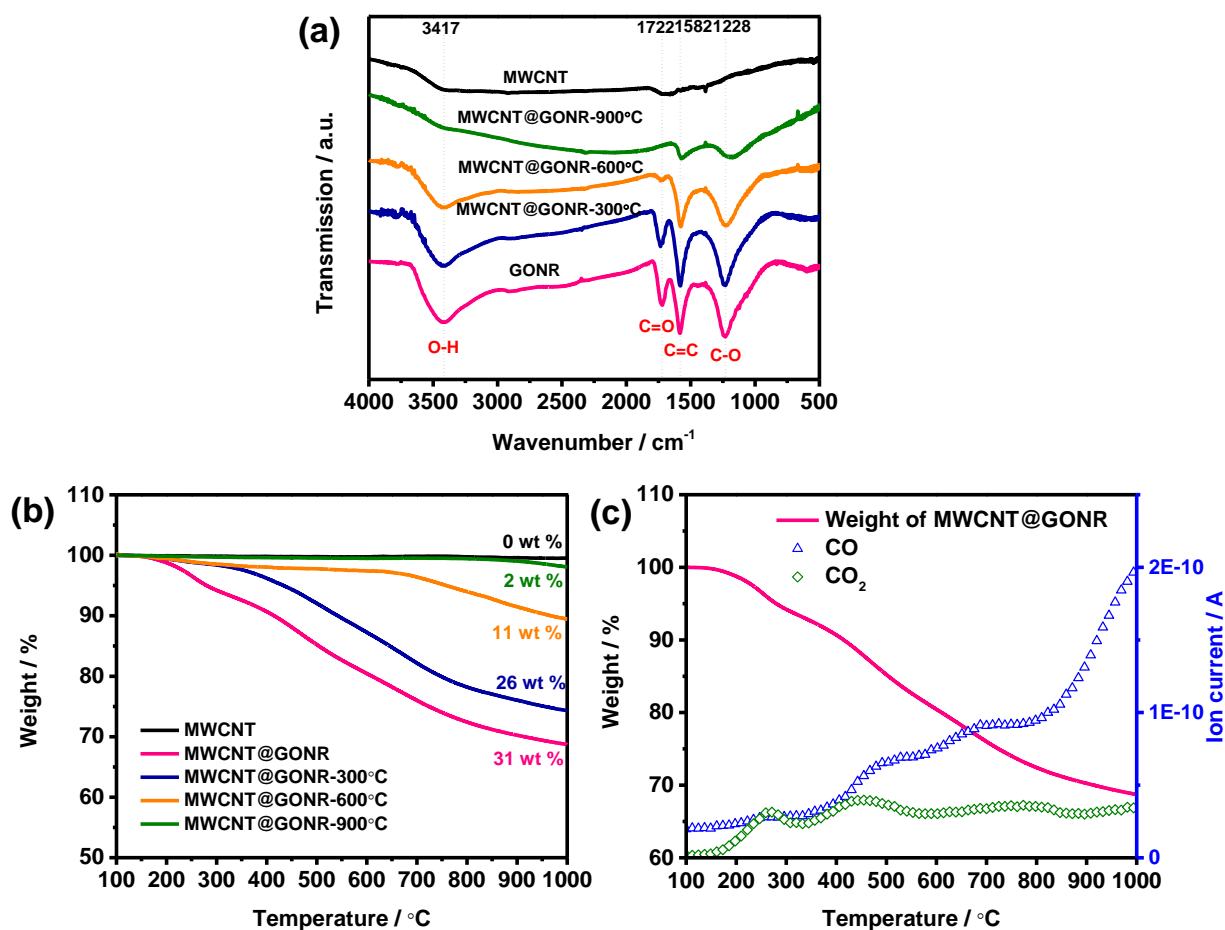 (a)
3417
1722
1582
1228
MWCNT
MWCNT@GONR-900°C
MWCNT@GONR-600°C
MWCNT@GONR-300°C
GONR
C=O
O-H
C=C
C-O
Transmission / a.u.
4000 3500 3000 2500 2000 1500 1000 500
Wavenumber / cm⁻¹
(b)
110
100
90
80
70
60
50
Weight / %
0 wt %
2 wt %
11 wt %
26 wt %
31 wt %
MWCNT
MWCNT@GONR
MWCNT@GONR-300°C
MWCNT@GONR-600°C
MWCNT@GONR-900°C
100 200 300 400 500 600 700 800 900 1000
Temperature / °C
(c)
110
100
90
80
70
60
Weight / %
Weight of MWCNT@GONR
CO
CO₂
2E-10
1E-10
0
Ion current / A
100 200 300 400 500 600 700 800 900 1000
Temperature / °C